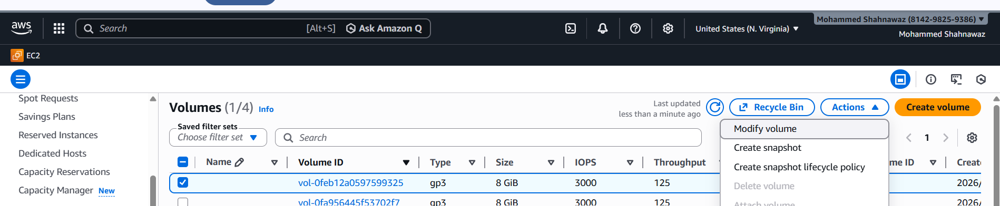 aws
Search [Alt+S] Ask Amazon Q
United States (N. Virginia)
Mohammed Shahnawaz (8142-9825-9386)
Mohammed Shahnawaz
EC2
Spot Requests
Savings Plans
Reserved Instances
Dedicated Hosts
Capacity Reservations
Capacity Manager New
Volumes (1/4) Info
Last updated
less than a minute ago
Recycle Bin
Actions
Create volume
Saved filter sets
Choose filter set
Search
1
Modify volume
Create snapshot
Create snapshot lifecycle policy
Delete volume
Attach volume
Name Volume ID Type Size IOPS Throughput me ID Creat
vol-0feb12a0597599325 gp3 8 GiB 3000 125 2026/
vol-0fa956445f53702f7 gp3 8 GiB 3000 125 2026/